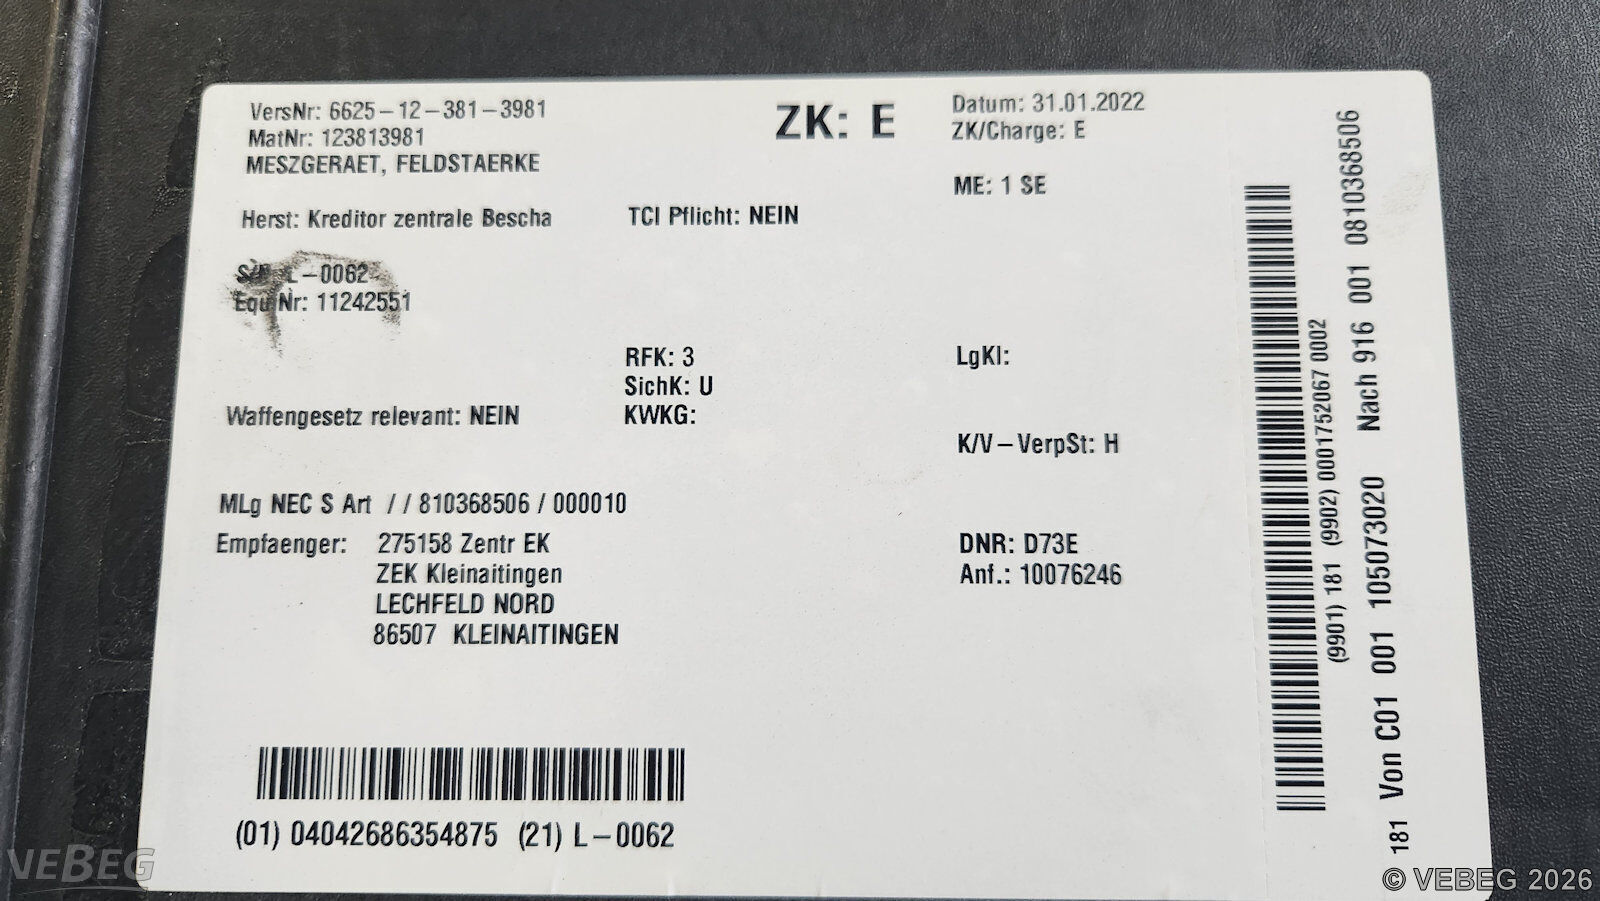 VersNr: 6625-12-381-3981
MatNr: 123813981
MESZGERAET, FELDSTAERKE
ZK: E
Datum: 31.01.2022
ZK/Charge: E
ME: 1 SE
Herst: Kreditor zentrale Bescha
TCI Pflicht: NEIN
L-0062
EquiNr: 11242551
RFK: 3
SichK: U
KWKG:
LgKl:
Waffengesetz relevant: NEIN
K/V-VerpSt: H
MLg NEC S Art / / 810368506 / 000010
Empfaenger: 275158 Zentr EK
ZEK Kleinaitingen
LECHFELD NORD
86507 KLEINAITINGEN
DNR: D73E
Anf.: 10076246
(01) 04042686354875 (21) L-0062
(9901) 181 (9902) 0001752067 0002
181 Von C01 001 105073020 Nach 916 001 0810368506
VEBEG
© VEBEG 2026